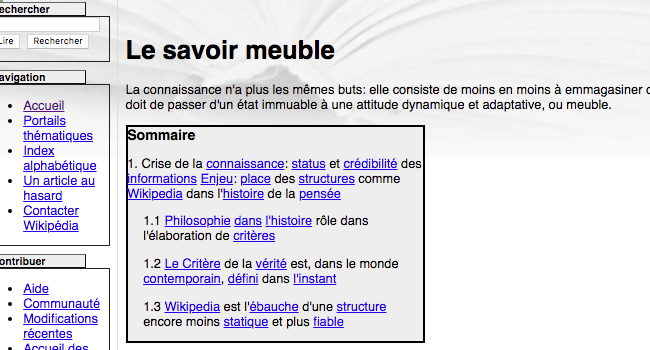 echercher
Lire
Rechercher
avigation
Accueil
Portails
thématiques
Index
alphabétique
Un article au
hasard
Contacter
Wikipédia
ontribuer
Aide
Communauté
Modifications
récentes
Accueil des
Le savoir meuble
La connaissance n'a plus les mêmes buts: elle consiste de moins en moins à emmagasiner
doit de passer d'un état immuable à une attitude dynamique et adaptative, ou meuble.
Sommaire
1. Crise de la connaissance: status et crédibilité des
informations Enjeu: place des structures comme
Wikipedia dans l'histoire de la pensée
1.1 Philosophie dans l'histoire rôle dans
l'élaboration de critères
1.2 Le Critère de la vérité est, dans le monde
contemporain, défini dans l'instant
1.3 Wikipedia est l'ébauche d'une structure
encore moins statique et plus fiable